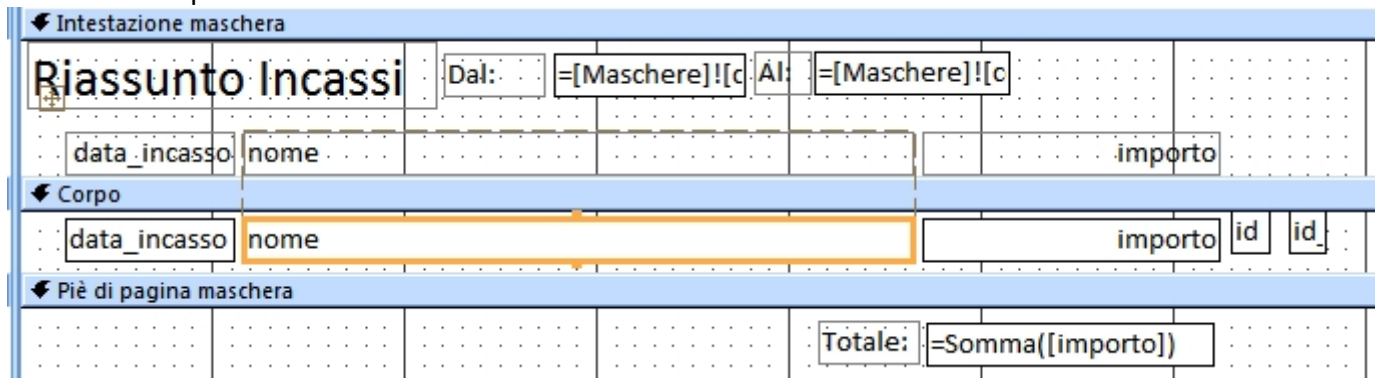 Intestazione maschera
Riassunto Incassi Dal: =[Maschere]![c Al: =[Maschere]![c
data_incasso nome importo
Corpo
data_incasso nome importo id id_
Piè di pagina maschera
Totale: =Somma([importo])